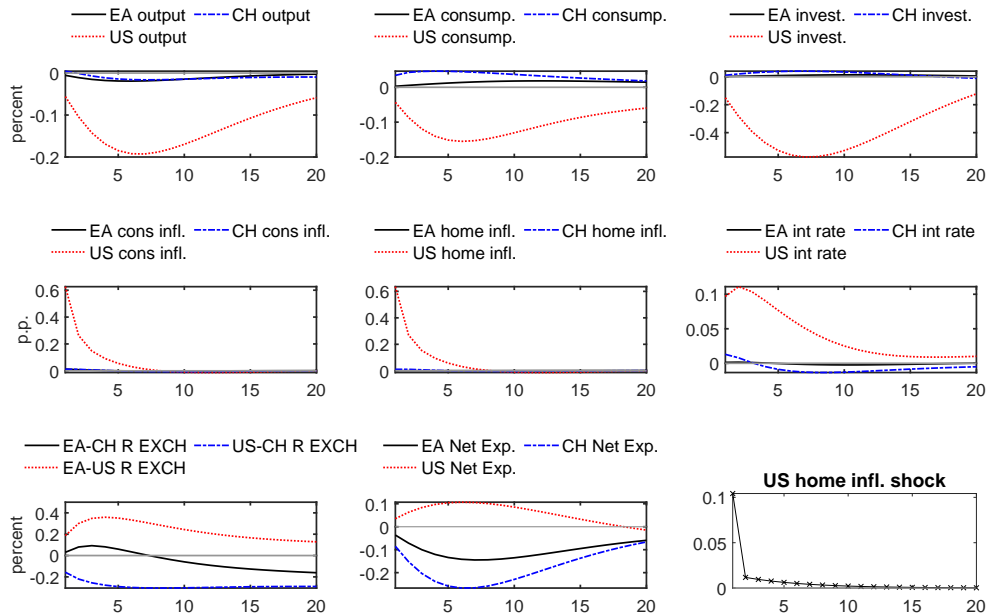 EA output CH output
US output
EA consump. CH consump.
US consump.
EA invest. CH invest.
US invest.
percent
0
-0.1
-0.2
5 10 15 20
0
-0.1
-0.2
5 10 15 20
0
-0.2
-0.4
5 10 15 20
EA cons infl. CH cons infl.
US cons infl.
EA home infl. CH home infl.
US home infl.
EA int rate CH int rate
US int rate
p.p.
0.6
0.4
0.2
0
5 10 15 20
0.6
0.4
0.2
0
5 10 15 20
0.1
0.05
0
5 10 15 20
EA-CH R EXCH US-CH R EXCH
EA-US R EXCH
EA Net Exp. CH Net Exp.
US Net Exp.
US home infl. shock
percent
0.4
0.2
0
-0.2
5 10 15 20
0.1
0
-0.1
-0.2
5 10 15 20
0.1
0.05
0
5 10 15 20